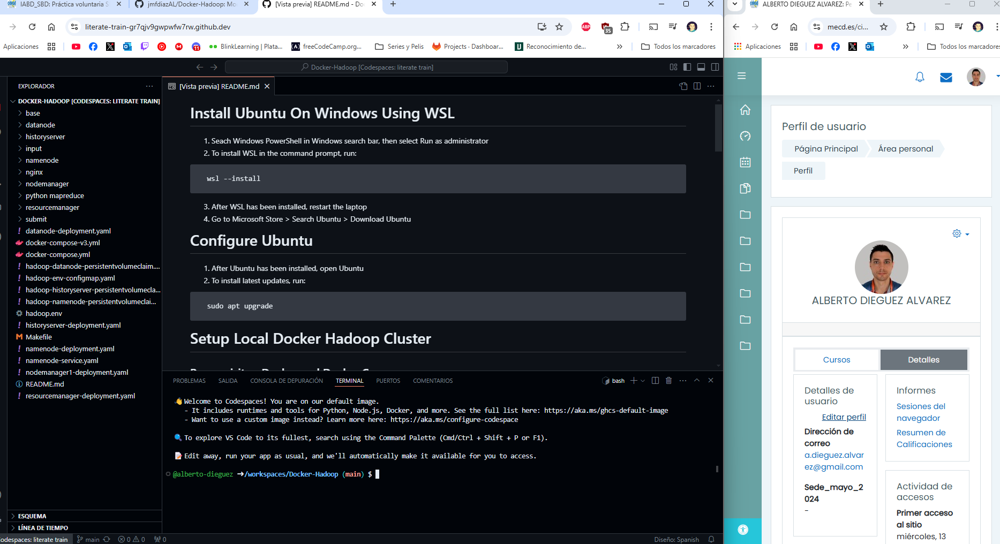 IABD_SBD: Práctica voluntaria S
jmfdiazAL/Docker-Hadoop: Mo
[Vista previa] README.md - Do
literate-train-gr7qjv9gwpwfw7rw.github.dev
ABP
35
Aplicaciones
11
BlinkLearning | Plata...
freeCodeCamp.org...
Series y Pelis
Projects · Dashboar...
Reconocimiento de...
Todos los marcadores
Docker-Hadoop [Codespaces: literate train]
EXPLORADOR
DOCKER-HADOOP [CODESPACES: LITERATE TRAIN]
base
datanode
historyserver
input
namenode
nginx
nodemanager
python mapreduce
resourcemanager
submit
datanode-deployment.yaml
docker-compose-v3.yml
docker-compose.yml
hadoop-datanode-persistentvolumeclaim....
hadoop-env-configmap.yaml
hadoop-historyserver-persistentvolumecla...
hadoop-namenode-persistentvolumeclai...
hadoop.env
historyserver-deployment.yaml
Makefile
namenode-deployment.yaml
namenode-service.yaml
nodemanager1-deployment.yaml
README.md
resourcemanager-deployment.yaml
ESQUEMA
LÍNEA DE TIEMPO
[Vista previa] README.md
Install Ubuntu On Windows Using WSL
1. Seach Windows PowerShell in Windows search bar, then select Run as administrator
2. To install WSL in the command prompt, run:
wsl --install
3. After WSL has been installed, restart the laptop
4. Go to Microsoft Store > Search Ubuntu > Download Ubuntu
Configure Ubuntu
1. After Ubuntu has been installed, open Ubuntu
2. To install latest updates, run:
sudo apt upgrade
Setup Local Docker Hadoop Cluster
PROBLEMAS
SALIDA
CONSOLA DE DEPURACIÓN
TERMINAL
PUERTOS
COMENTARIOS
bash
Welcome to Codespaces! You are on our default image.
- It includes runtimes and tools for Python, Node.js, Docker, and more. See the full list here: https://aka.ms/ghcs-default-image
- Want to use a custom image instead? Learn more here: https://aka.ms/configure-codespace
To explore VS Code to its fullest, search using the Command Palette (Cmd/Ctrl + Shift + P or F1).
Edit away, run your app as usual, and we'll automatically make it available for you to access.
@alberto-dieguez ➜/workspaces/Docker-Hadoop (main) $
odespaces: literate train
main
0
0
0
Diseño: Spanish
ALBERTO DIEGUEZ ALVAREZ: Pe
mecd.es/ci...
Aplicaciones
Todos los marcadores
Perfil de usuario
Página Principal
Área personal
Perfil
ALBERTO DIEGUEZ ALVAREZ
Cursos
Detalles
Detalles de
usuario
Editar perfil
Dirección de
correo
a.dieguez.alvar
ez@gmail.com
Sede_mayo_2
024
-
Informes
Sesiones del
navegador
Resumen de
Calificaciones
Actividad de
accesos
Primer acceso
al sitio
miércoles, 13